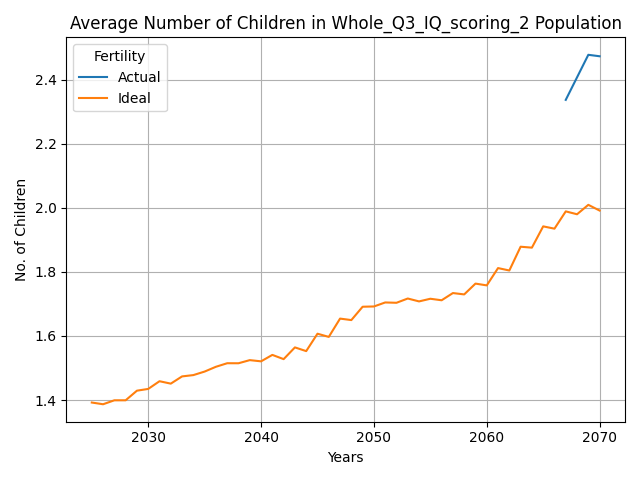 Average Number of Children in Whole_Q3_IQ_scoring_2 Population
Fertility
Actual
Ideal
No. of Children
2.4
2.2
2.0
1.8
1.6
1.4
2030
2040
2050
2060
2070
Years